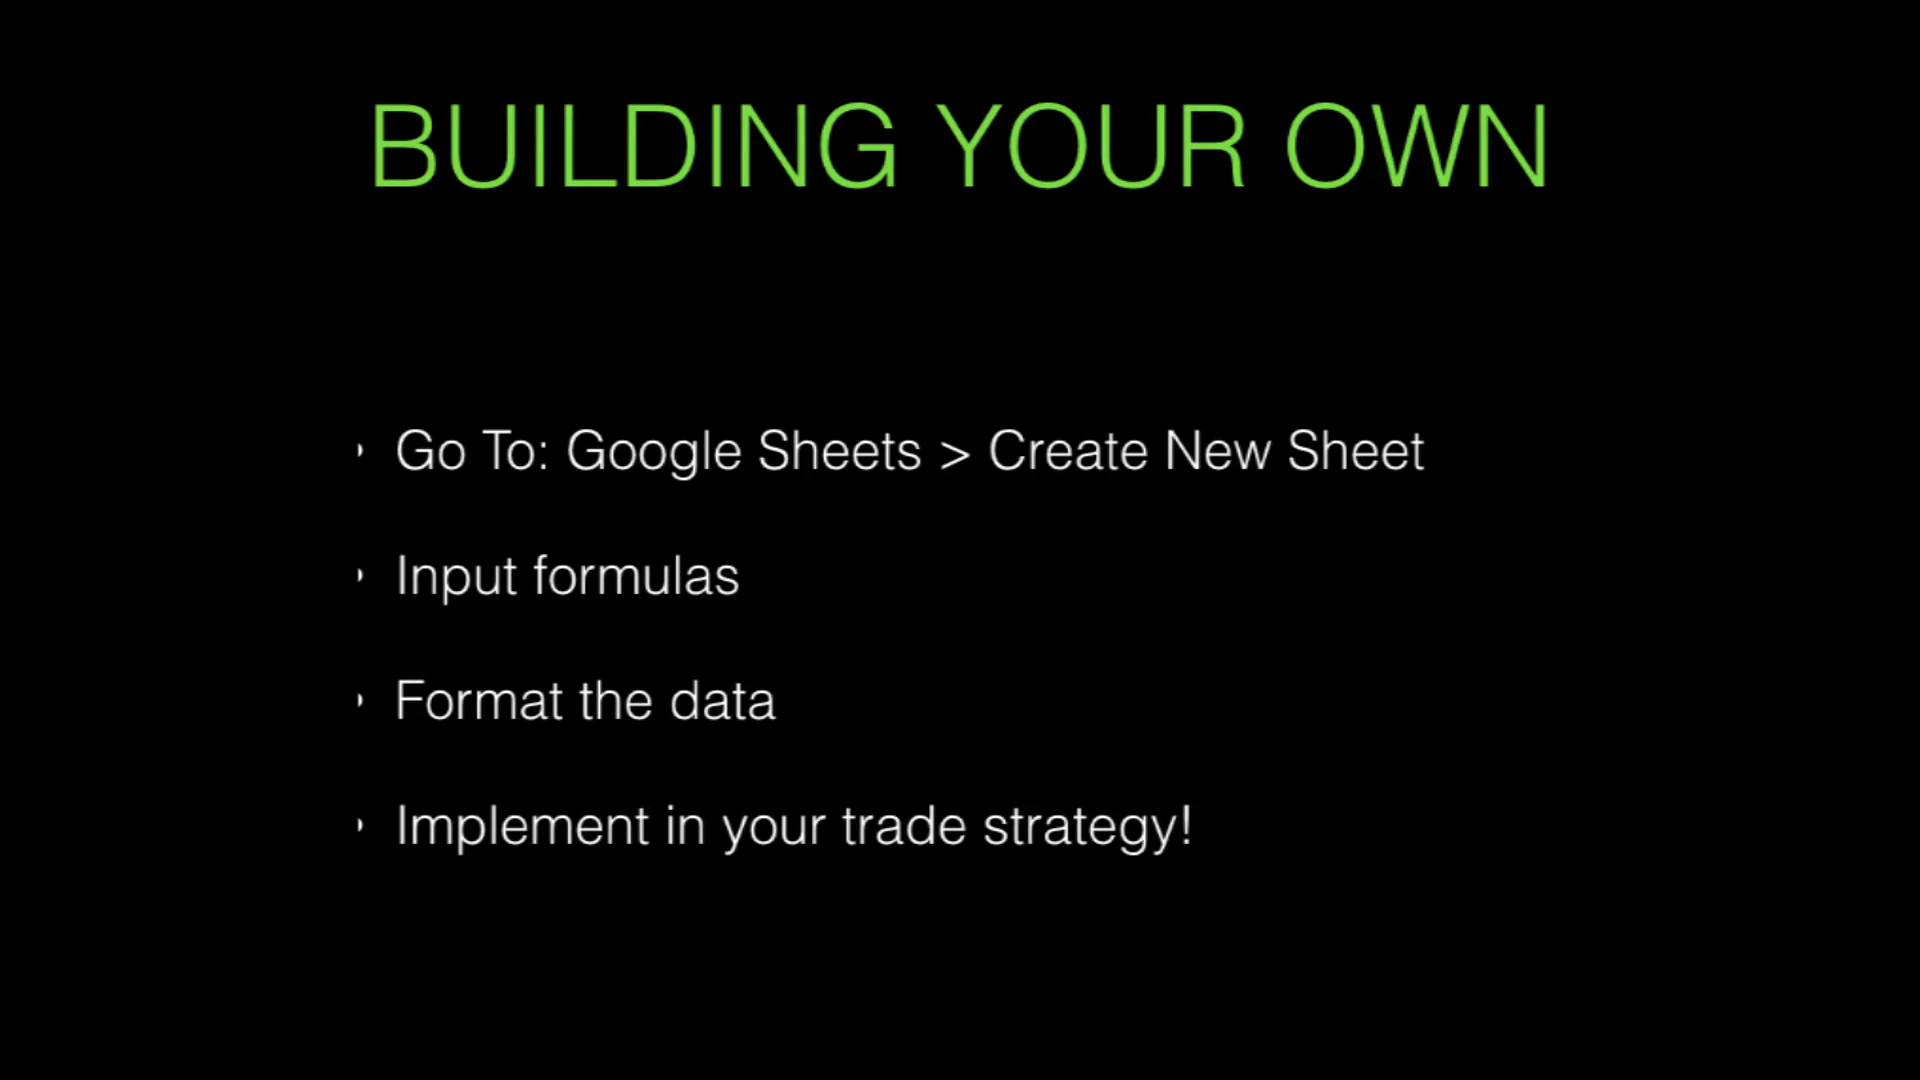 BUILDING YOUR OWN
Go To: Google Sheets > Create New Sheet
Input formulas
Format the data
Implement in your trade strategy!